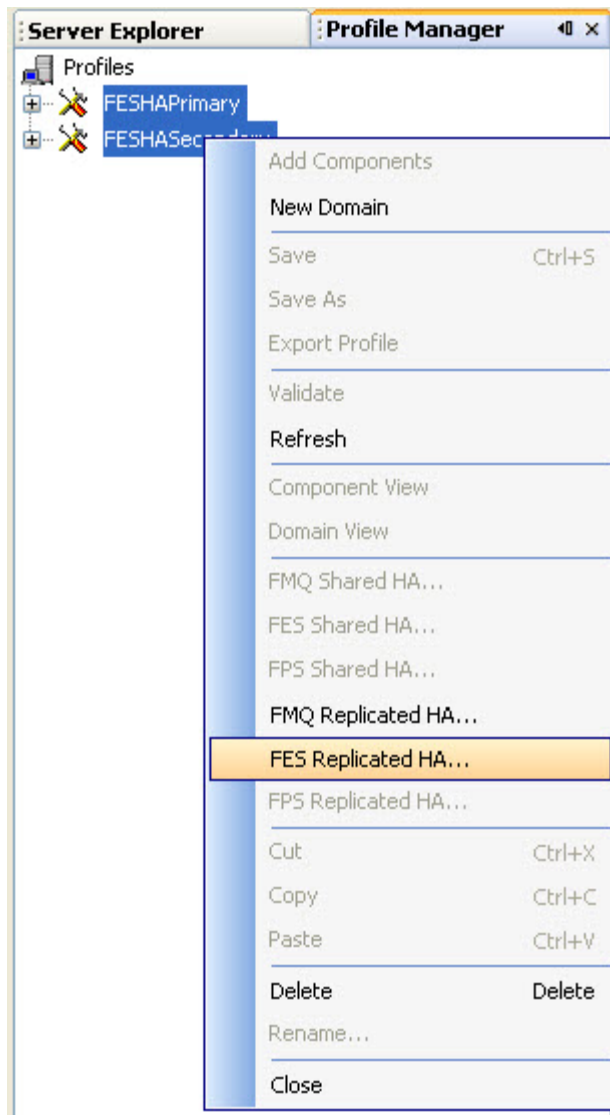 Server Explorer
Profile Manager
Profiles
FESHAPrimary
FESHASecondary
Add Components
New Domain
Save Ctrl+S
Save As
Export Profile
Validate
Refresh
Component View
Domain View
FMQ Shared HA...
FES Shared HA...
FPS Shared HA...
FMQ Replicated HA...
FES Replicated HA...
FPS Replicated HA...
Cut Ctrl+X
Copy Ctrl+C
Paste Ctrl+V
Delete Delete
Rename...
Close